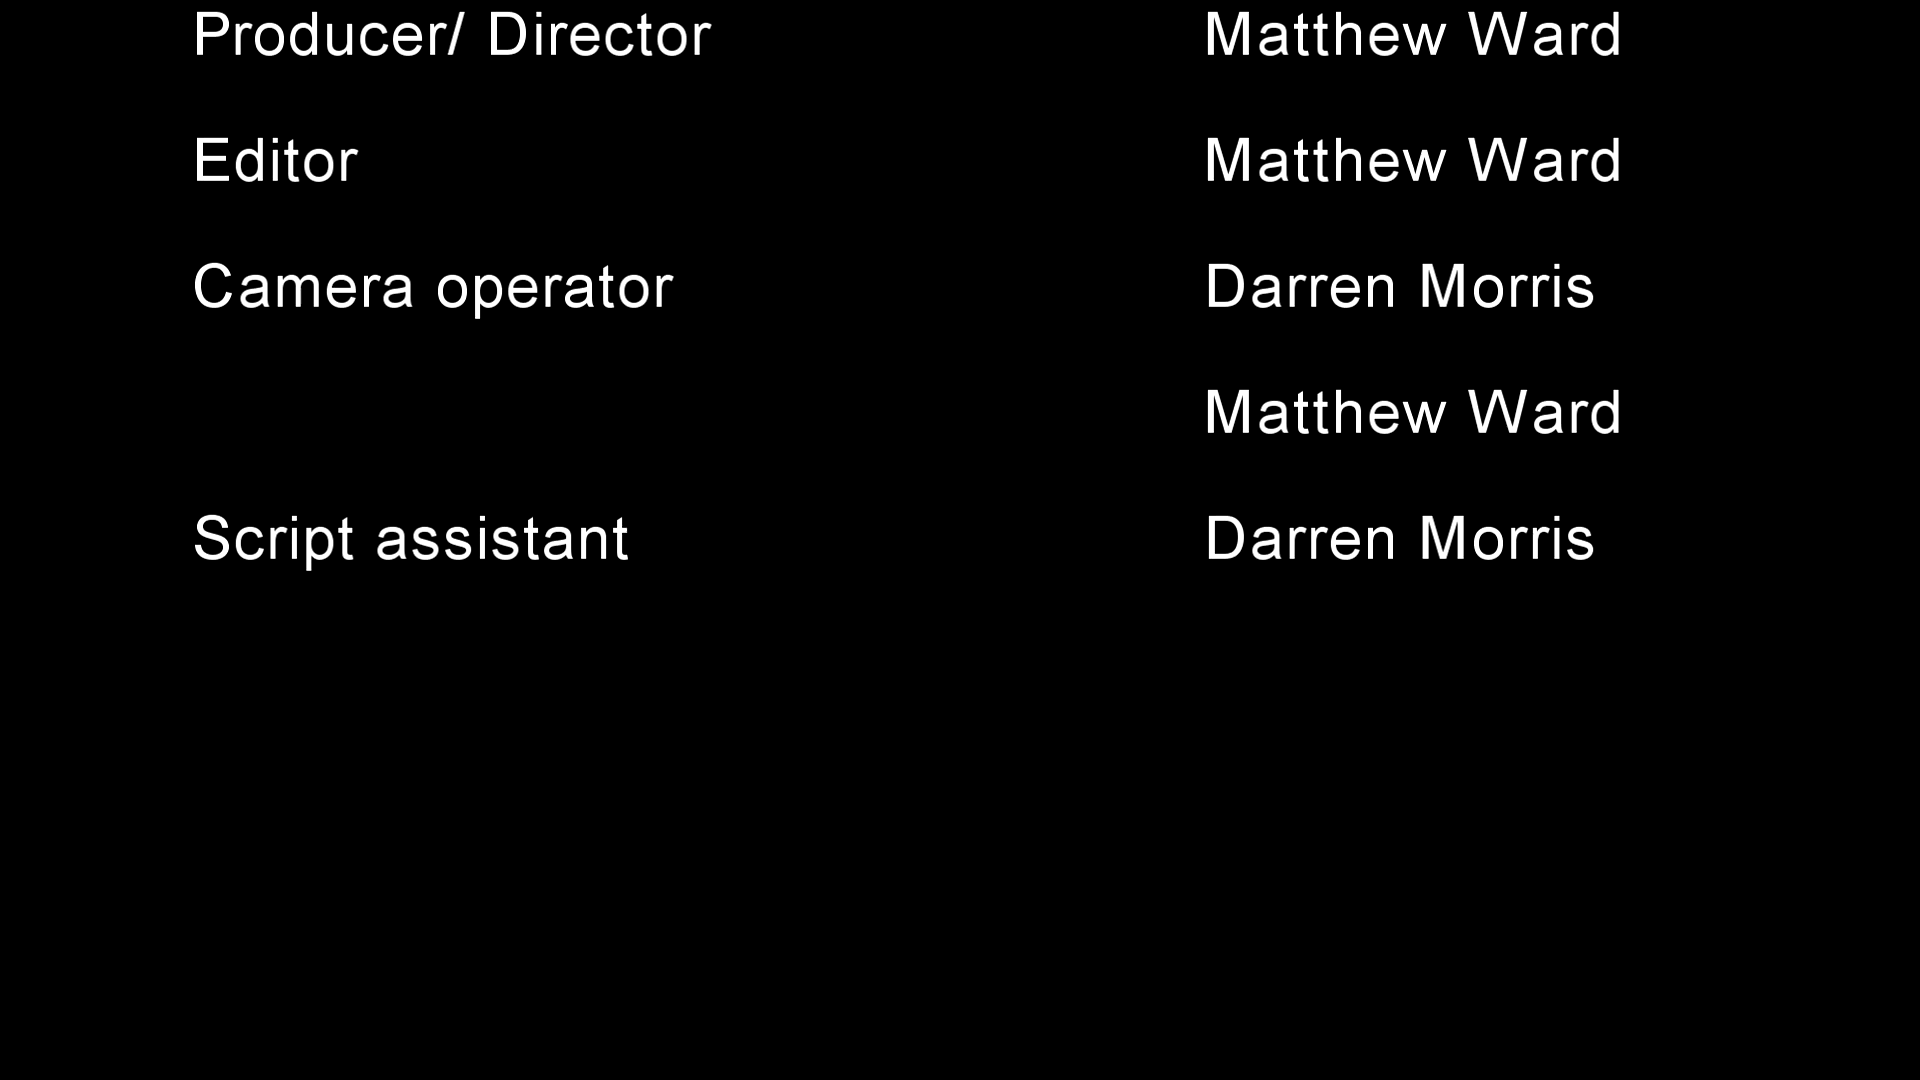 Producer/ Director Matthew Ward
Editor Matthew Ward
Camera operator Darren Morris
Matthew Ward
Script assistant Darren Morris